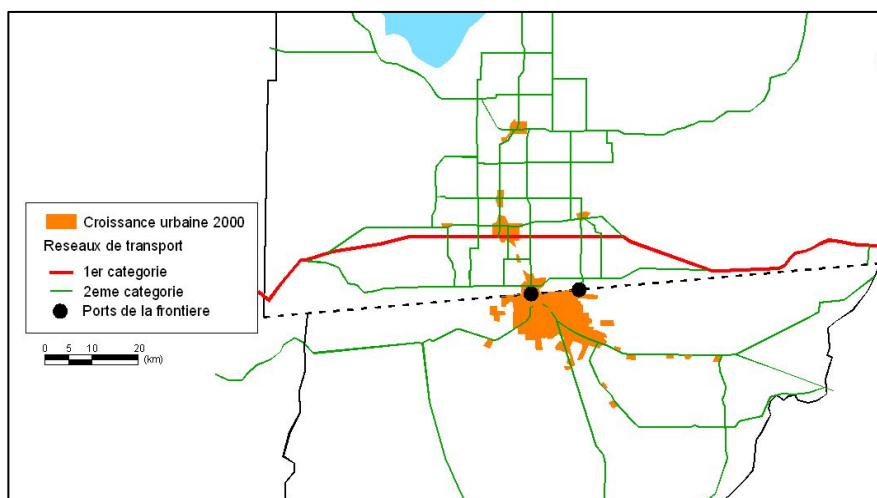 Croissance urbaine 2000
Reseaux de transport
1er categorie
2eme categorie
Ports de la frontiere
0 5 10 20
(km)